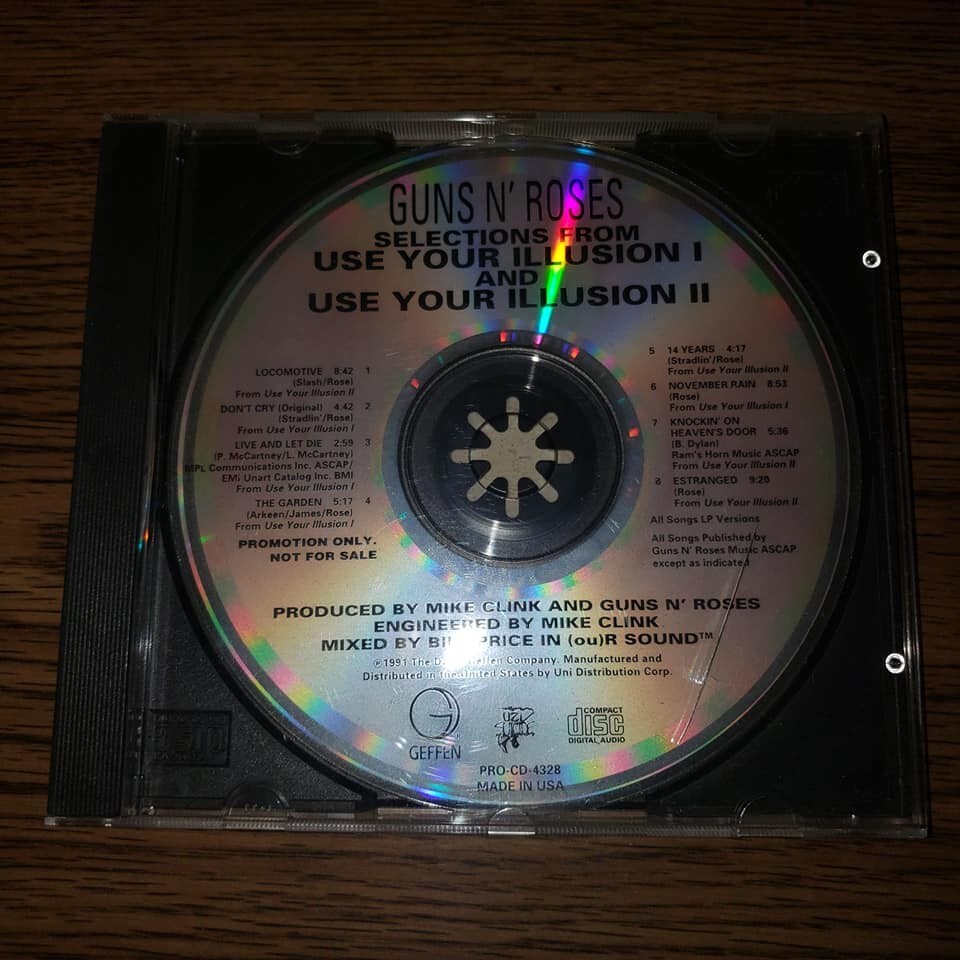 GUNS N' ROSES
SELECTIONS FROM
USE YOUR ILLUSION I
AND
USE YOUR ILLUSION II
LOCOMOTIVE 8:42 1
(Slash/Rose)
From Use Your Illusion II
DON'T CRY (Original) 4:42 2
(Stradlin'/Rose)
From Use Your Illusion I
LIVE AND LET DIE 2:59 3
(P. McCartney/L. McCartney)
MPL Communications Inc. ASCAP/
EMI Unart Catalog Inc. BMI
From Use Your Illusion I
THE GARDEN 5:17 4
(Arkeen/James/Rose)
From Use Your Illusion I
PROMOTION ONLY.
NOT FOR SALE
5 14 YEARS 4:17
(Stradlin'/Rose)
From Use Your Illusion II
6 NOVEMBER RAIN 8:53
(Rose)
From Use Your Illusion I
7 KNOCKIN' ON
HEAVEN'S DOOR 5:36
(B. Dylan)
Ram's Horn Music ASCAP
From Use Your Illusion II
8 ESTRANGED 9:20
(Rose)
From Use Your Illusion II
All Songs LP Versions
All Songs Published by
Guns N' Roses Music ASCAP
except as indicated
PRODUCED BY MIKE CLINK AND GUNS N' ROSES
ENGINEERED BY MIKE CLINK
MIXED BY BILL PRICE IN (ou)R SOUND™
℗1991 The Geffen Company. Manufactured and
Distributed in the United States by Uni Distribution Corp.
GEFFEN
COMPACT
disc
DIGITAL AUDIO
PRO-CD-4328
MADE IN USA